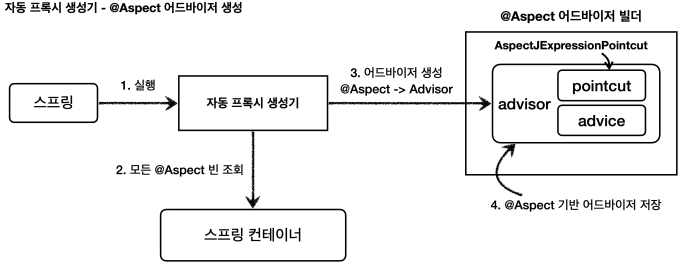 자동 프록시 생성기 - @Aspect 어드바이저 생성
@Aspect 어드바이저 빌더
AspectJExpressionPointcut
스프링
1. 실행
자동 프록시 생성기
3. 어드바이저 생성
@Aspect -> Advisor
advisor
pointcut
advice
2. 모든 @Aspect 빈 조회
4. @Aspect 기반 어드바이저 저장
스프링 컨테이너